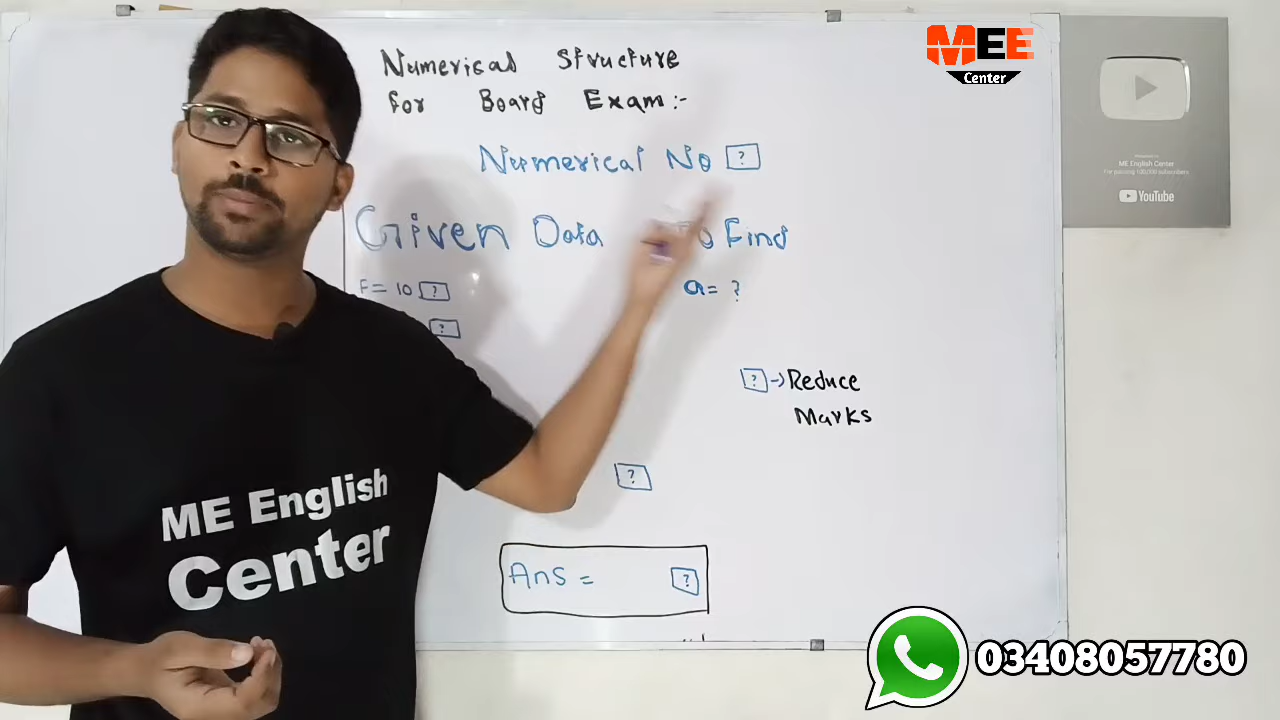 Numerical Structure
for Board Exam:-
Numerical No ?
Given Data
To Find
F = 10 ?
a = ?
?
? → Reduce
Marks
?
Ans = ?
MEE
Center
ME English Center
YouTube
ME English
Center
03408057780